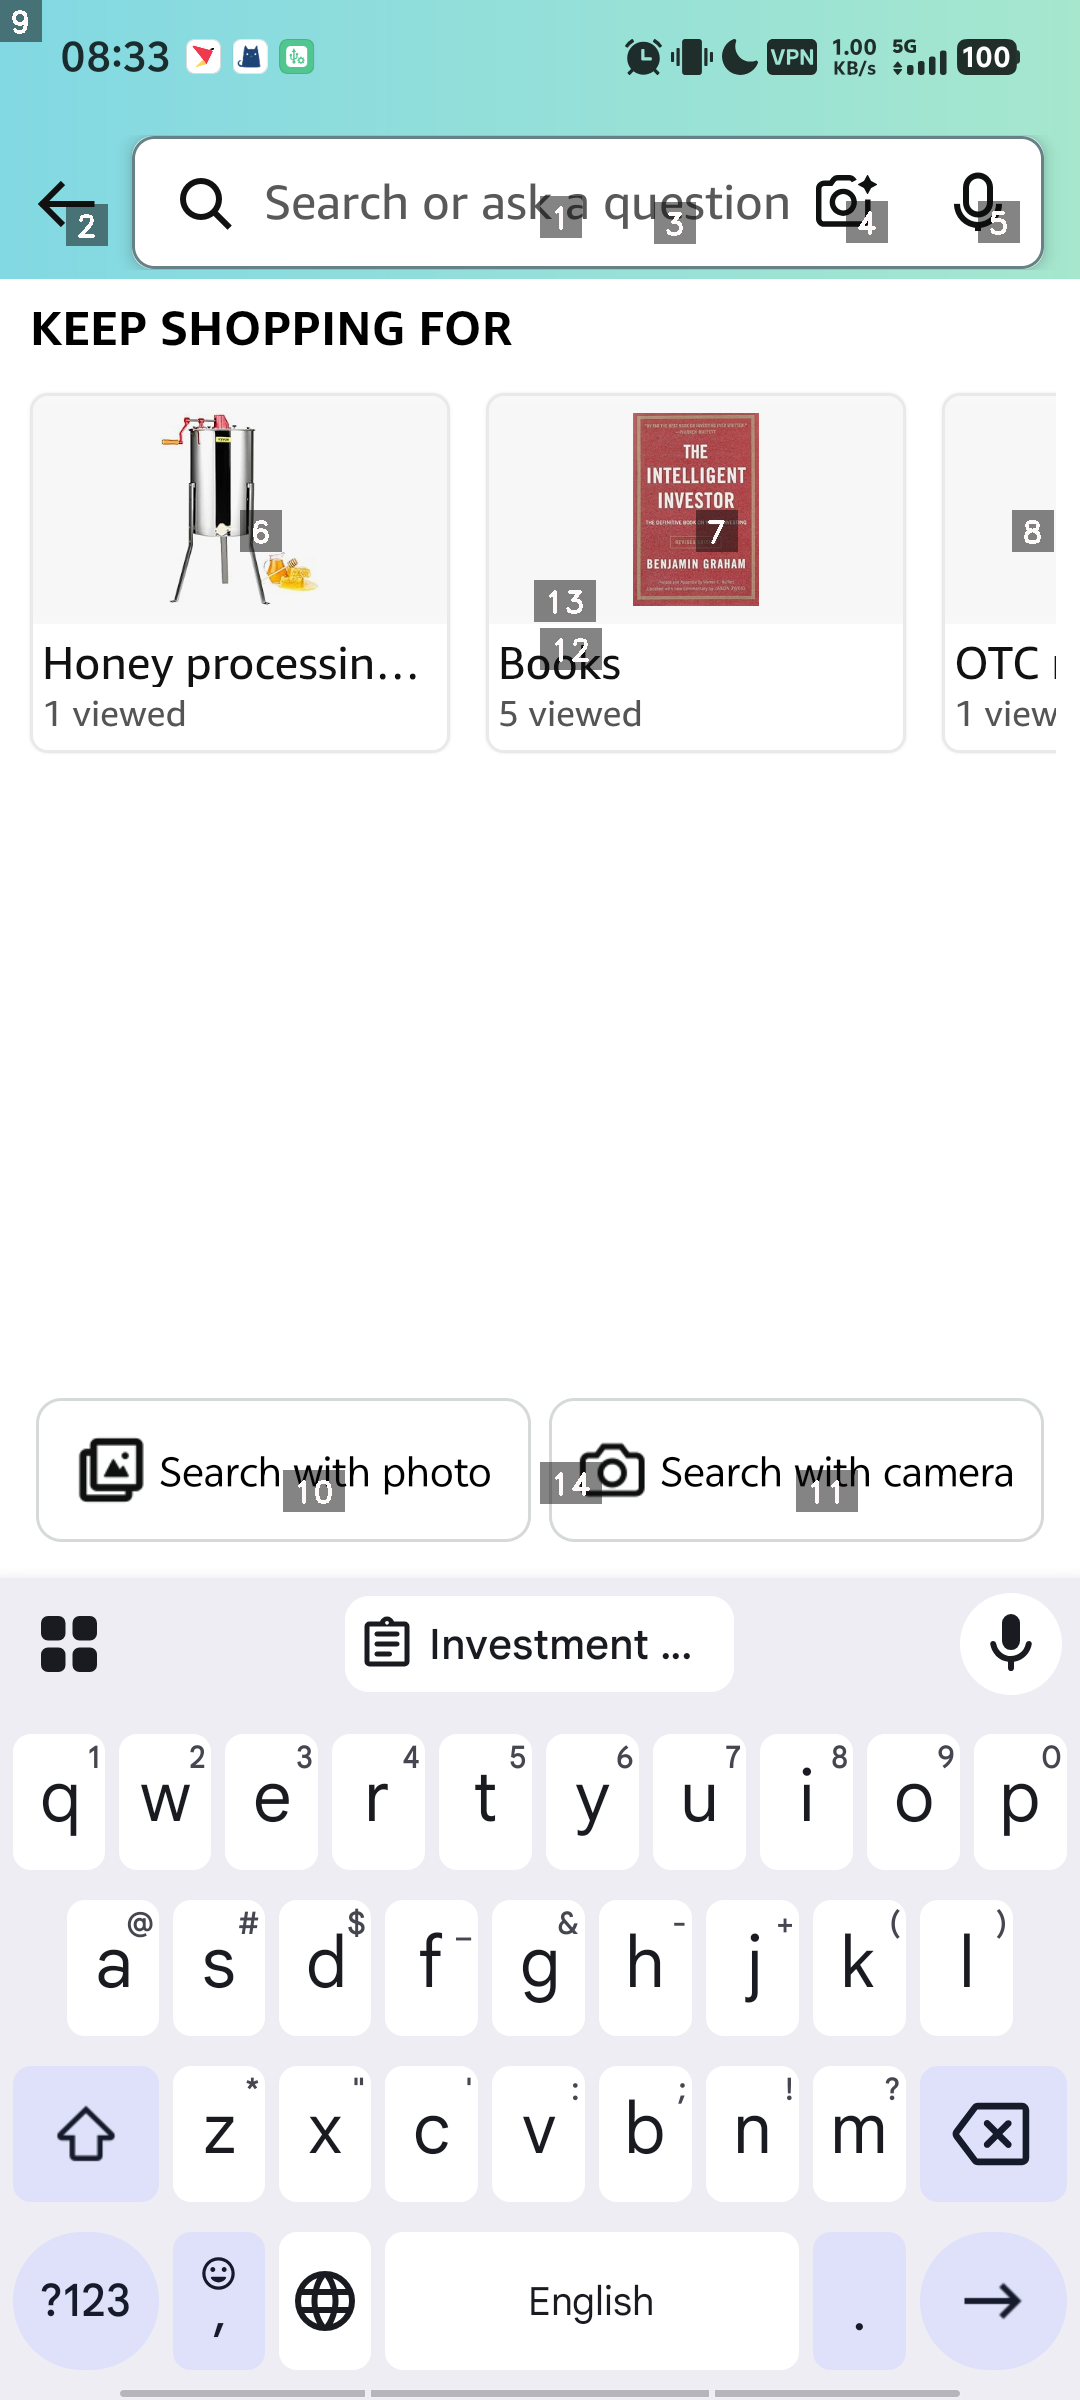 9
08:33
VPN
1.00
KB/s
5G
100
Search or ask a question
2
1
3
4
5
KEEP SHOPPING FOR
THE
INTELLIGENT
INVESTOR
BENJAMIN GRAHAM
6
7
8
13
12
Honey processin...
1 viewed
Books
5 viewed
OTC
1 view
Search with photo
Search with camera
10
14
11
Investment ...
1 2 3 4 5 6 7 8 9 0
q w e r t y u i o p
@ # $ _ & - + ( )
a s d f g h j k l
* " ' : ; ! ?
z x c v b n m
?123
,
English
.